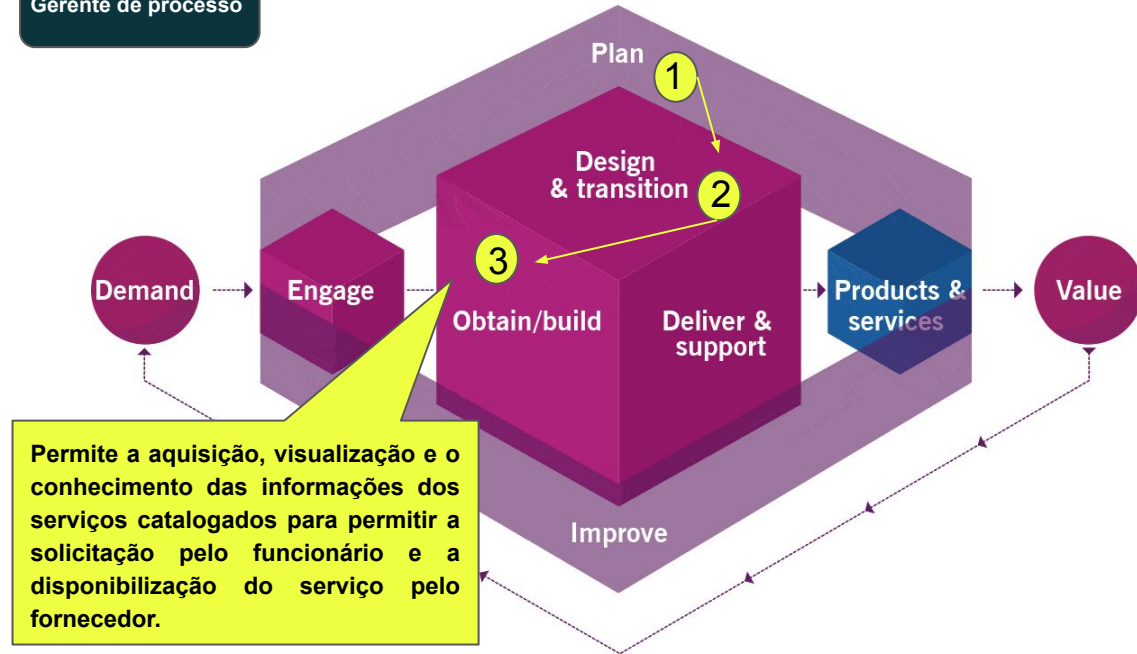 Gerente de processo
Plan
1
Design
& transition
2
3
Demand
Engage
Obtain/build
Deliver &
support
Products &
services
Value
Permite a aquisição, visualização e o
conhecimento das informações dos
serviços catalogados para permitir a
solicitação pelo funcionário e a
disponibilização do serviço pelo
fornecedor.
Improve